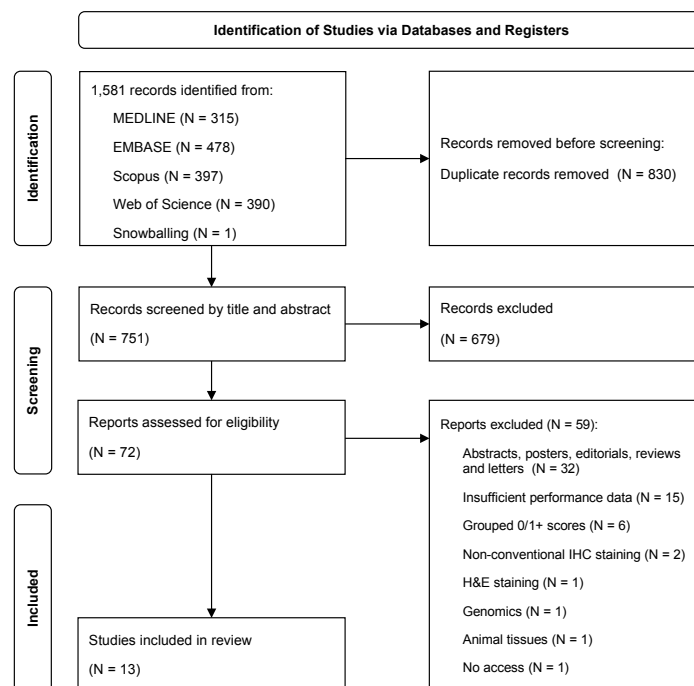 Identification of Studies via Databases and Registers
Identification
1,581 records identified from:
MEDLINE (N = 315)
EMBASE (N = 478)
Scopus (N = 397)
Web of Science (N = 390)
Snowballing (N = 1)
Records removed before screening:
Duplicate records removed (N = 830)
Screening
Records screened by title and abstract
(N = 751)
Records excluded
(N = 679)
Reports assessed for eligibility
(N = 72)
Reports excluded (N = 59):
Abstracts, posters, editorials, reviews
and letters (N = 32)
Insufficient performance data (N = 15)
Grouped 0/1+ scores (N = 6)
Non-conventional IHC staining (N = 2)
H&E staining (N = 1)
Genomics (N = 1)
Animal tissues (N = 1)
No access (N = 1)
Included
Studies included in review
(N = 13)